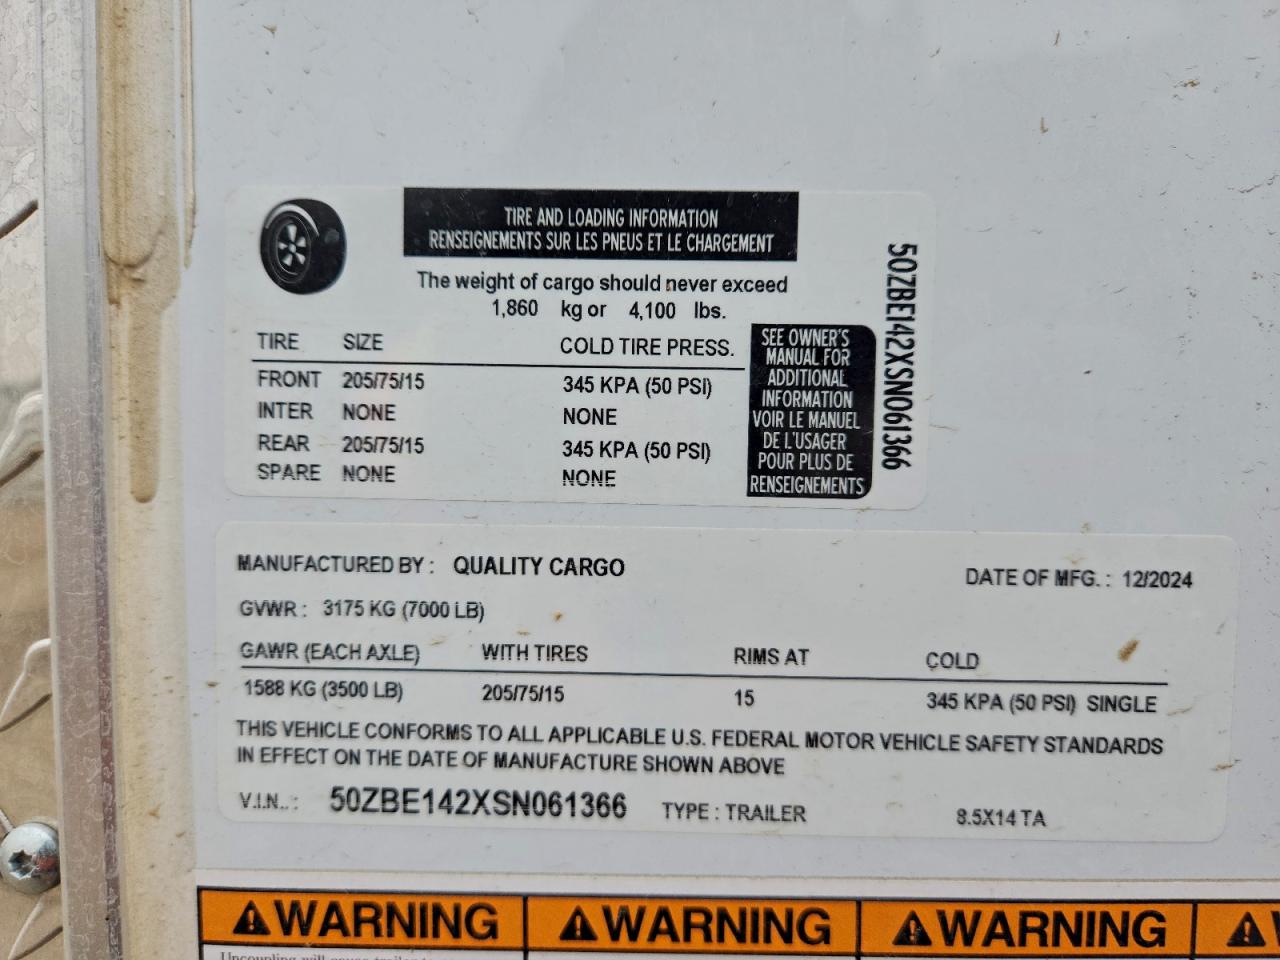 TIRE AND LOADING INFORMATION
RENSEIGNEMENTS SUR LES PNEUS ET LE CHARGEMENT
The weight of cargo should never exceed
1,860 kg or 4,100 lbs.
TIRE SIZE COLD TIRE PRESS.
FRONT 205/75/15 345 KPA (50 PSI)
INTER NONE NONE
REAR 205/75/15 345 KPA (50 PSI)
SPARE NONE NONE
SEE OWNER'S
MANUAL FOR
ADDITIONAL
INFORMATION
VOIR LE MANUEL
DE L'USAGER
POUR PLUS DE
RENSEIGNEMENTS
50ZBE142XSN061366
MANUFACTURED BY : QUALITY CARGO DATE OF MFG. : 12/2024
GVWR : 3175 KG (7000 LB)
GAWR (EACH AXLE) WITH TIRES RIMS AT COLD
1588 KG (3500 LB) 205/75/15 15 345 KPA (50 PSI) SINGLE
THIS VEHICLE CONFORMS TO ALL APPLICABLE U.S. FEDERAL MOTOR VEHICLE SAFETY STANDARDS
IN EFFECT ON THE DATE OF MANUFACTURE SHOWN ABOVE
V.I.N..: 50ZBE142XSN061366 TYPE : TRAILER 8.5X14 TA
WARNING WARNING WARNING